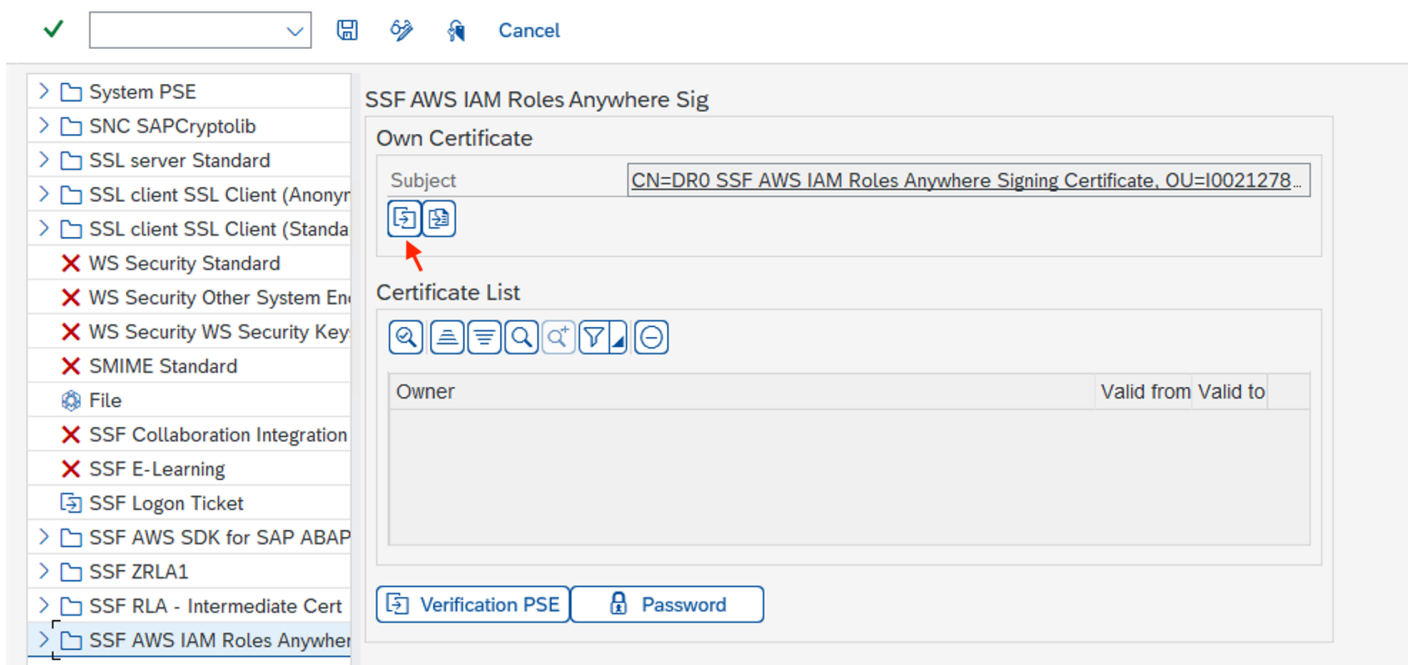 Cancel
System PSE
SNC SAPCryptolib
SSL server Standard
SSL client SSL Client (Anonyr
SSL client SSL Client (Standa
WS Security Standard
WS Security Other System En
WS Security WS Security Key
SMIME Standard
File
SSF Collaboration Integration
SSF E-Learning
SSF Logon Ticket
SSF AWS SDK for SAP ABAP
SSF ZRLA1
SSF RLA - Intermediate Cert
SSF AWS IAM Roles Anywher
SSF AWS IAM Roles Anywhere Sig
Own Certificate
Subject
CN=DR0 SSF AWS IAM Roles Anywhere Signing Certificate, OU=I0021278...
Certificate List
Owner Valid from Valid to
Verification PSE Password